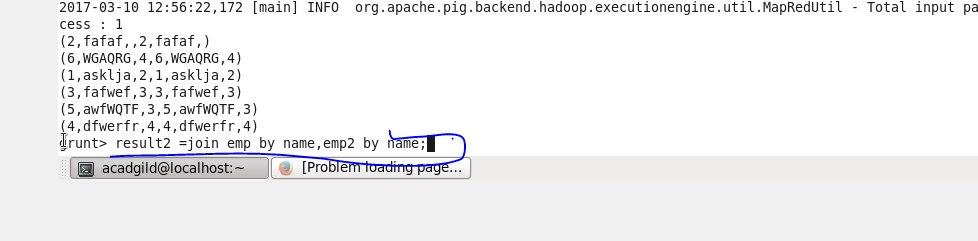 2017-03-10 12:56:22,172 [main] INFO  org.apache.pig.backend.hadoop.executionengine.util.MapRedUtil - Total input pa
cess : 1
(2,fafaf,,2,fafaf,)
(6,WGAQRG,4,6,WGAQRG,4)
(1,asklja,2,1,asklja,2)
(3,fafwef,3,3,fafwef,3)
(5,awfWQTF,3,5,awfWQTF,3)
(4,dfwerfr,4,4,dfwerfr,4)
grunt> result2 =join emp by name,emp2 by name;
acadgild@localhost:~
[Problem loading page...